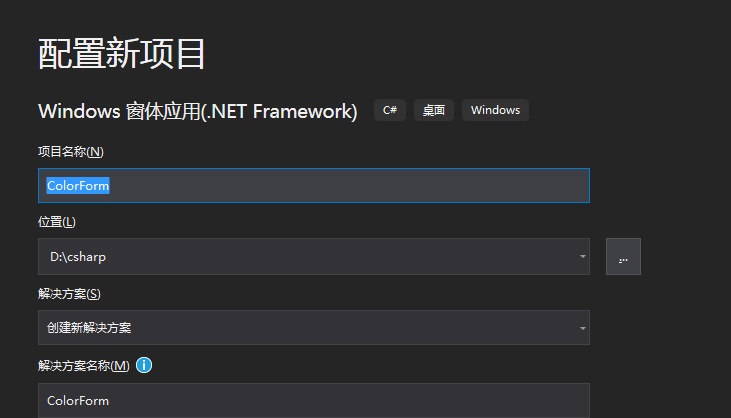 配置新项目
Windows 窗体应用(.NET Framework) C# 桌面 Windows
项目名称(N)
ColorForm
位置(L)
D:\csharp
...
解决方案(S)
创建新解决方案
解决方案名称(M)
ColorForm